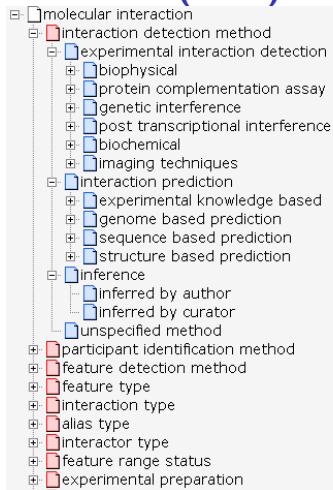 molecular interaction
interaction detection method
experimental interaction detection
biophysical
protein complementation assay
genetic interference
post transcriptional interference
biochemical
imaging techniques
interaction prediction
experimental knowledge based
genome based prediction
sequence based prediction
structure based prediction
inference
inferred by author
inferred by curator
unspecified method
participant identification method
feature detection method
feature type
interaction type
alias type
interactor type
feature range status
experimental preparation